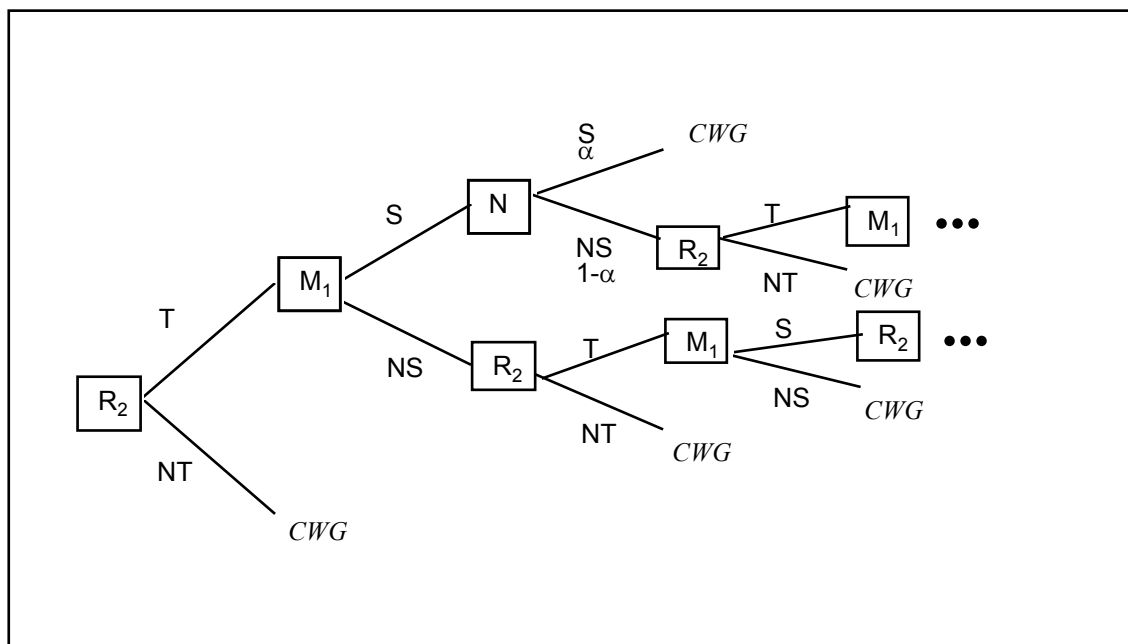 S
α
CWG
N
T
M₁
•••
S
NS
1-α
R₂
NT
CWG
M₁
T
S
R₂
•••
T
M₁
NS
R₂
NS
CWG
R₂
NT
CWG
NT
CWG